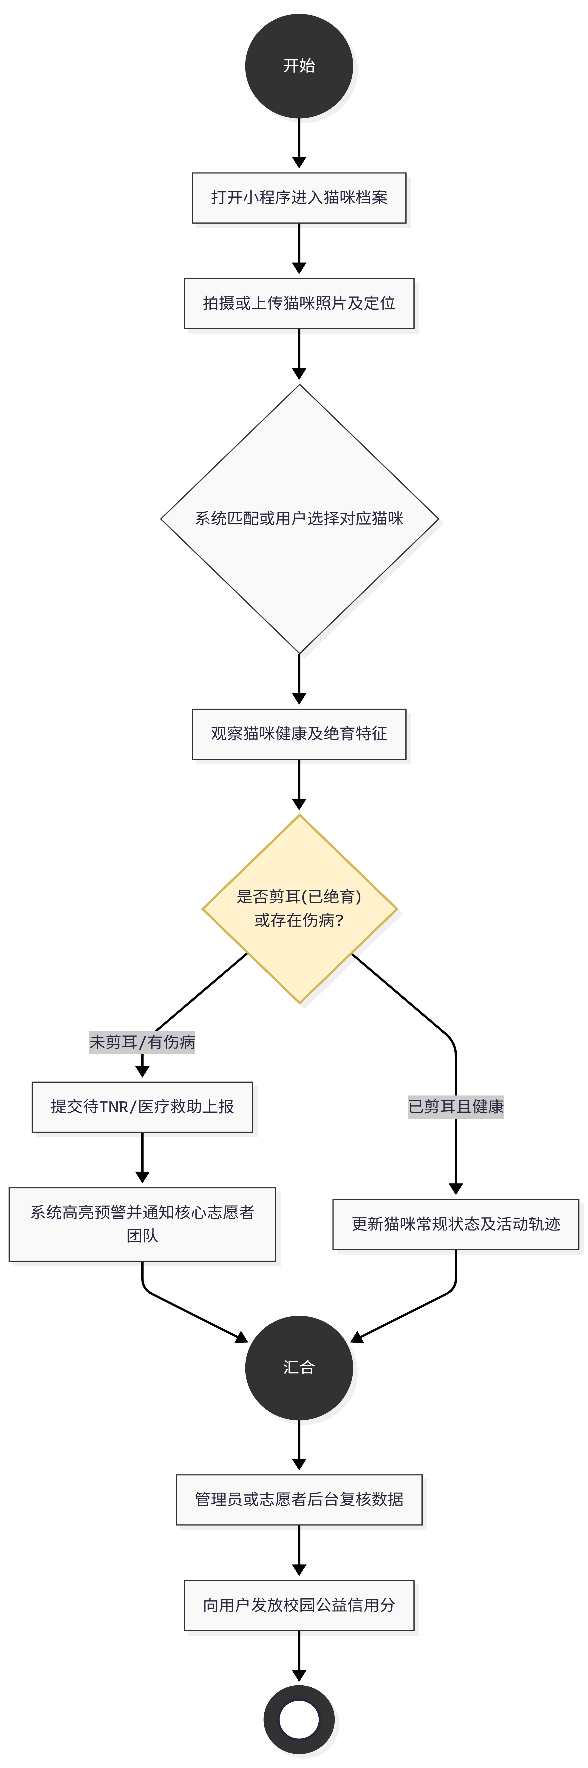 开始
打开小程序进入猫咪档案
拍摄或上传猫咪照片及定位
系统匹配或用户选择对应猫咪
观察猫咪健康及绝育特征
是否剪耳(已绝育)
或存在伤病?
未剪耳/有伤病
已剪耳且健康
提交待TNR/医疗救助上报
系统高亮预警并通知核心志愿者
团队
更新猫咪常规状态及活动轨迹
汇合
管理员或志愿者后台复核数据
向用户发放校园公益信用分